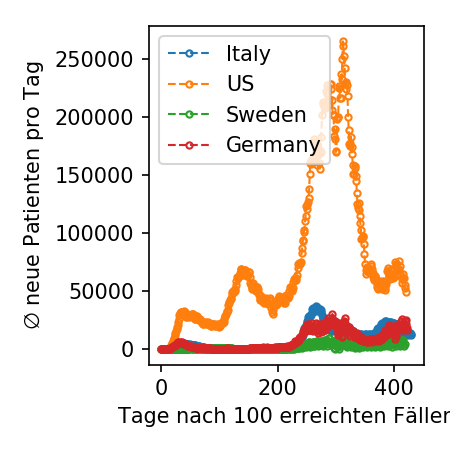 Italy
US
Sweden
Germany
∅ neue Patienten pro Tag
250000
200000
150000
100000
50000
0
0 200 400
Tage nach 100 erreichten Fällen